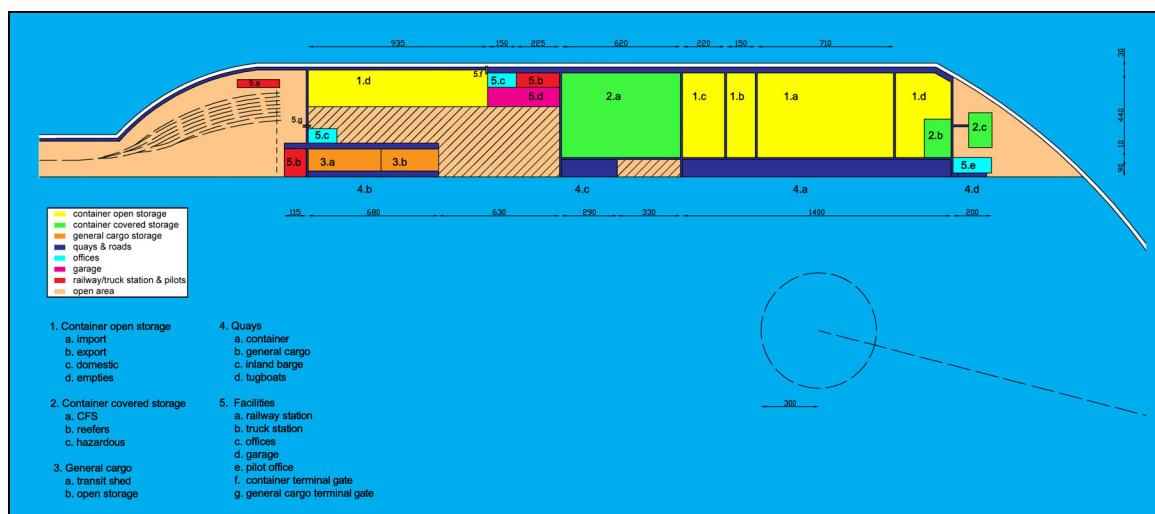 935 150 225 620 220 150 710
30
440
10
90
5.a
1.d
5.f
5.c
5.b
5.d
2.a
1.c
1.b
1.a
1.d
2.b
2.c
5.g
5.c
5.b
3.a
3.b
5.e
4.b
4.c
4.a
4.d
115 680 630 290 330 1400 200
container open storage
container covered storage
general cargo storage
quays & roads
offices
garage
railway/truck station & pilots
open area
300
1. Container open storage
a. import
b. export
c. domestic
d. empties
2. Container covered storage
a. CFS
b. reefers
c. hazardous
3. General cargo
a. transit shed
b. open storage
4. Quays
a. container
b. general cargo
c. inland barge
d. tugboats
5. Facilities
a. railway station
b. truck station
c. offices
d. garage
e. pilot office
f. container terminal gate
g. general cargo terminal gate